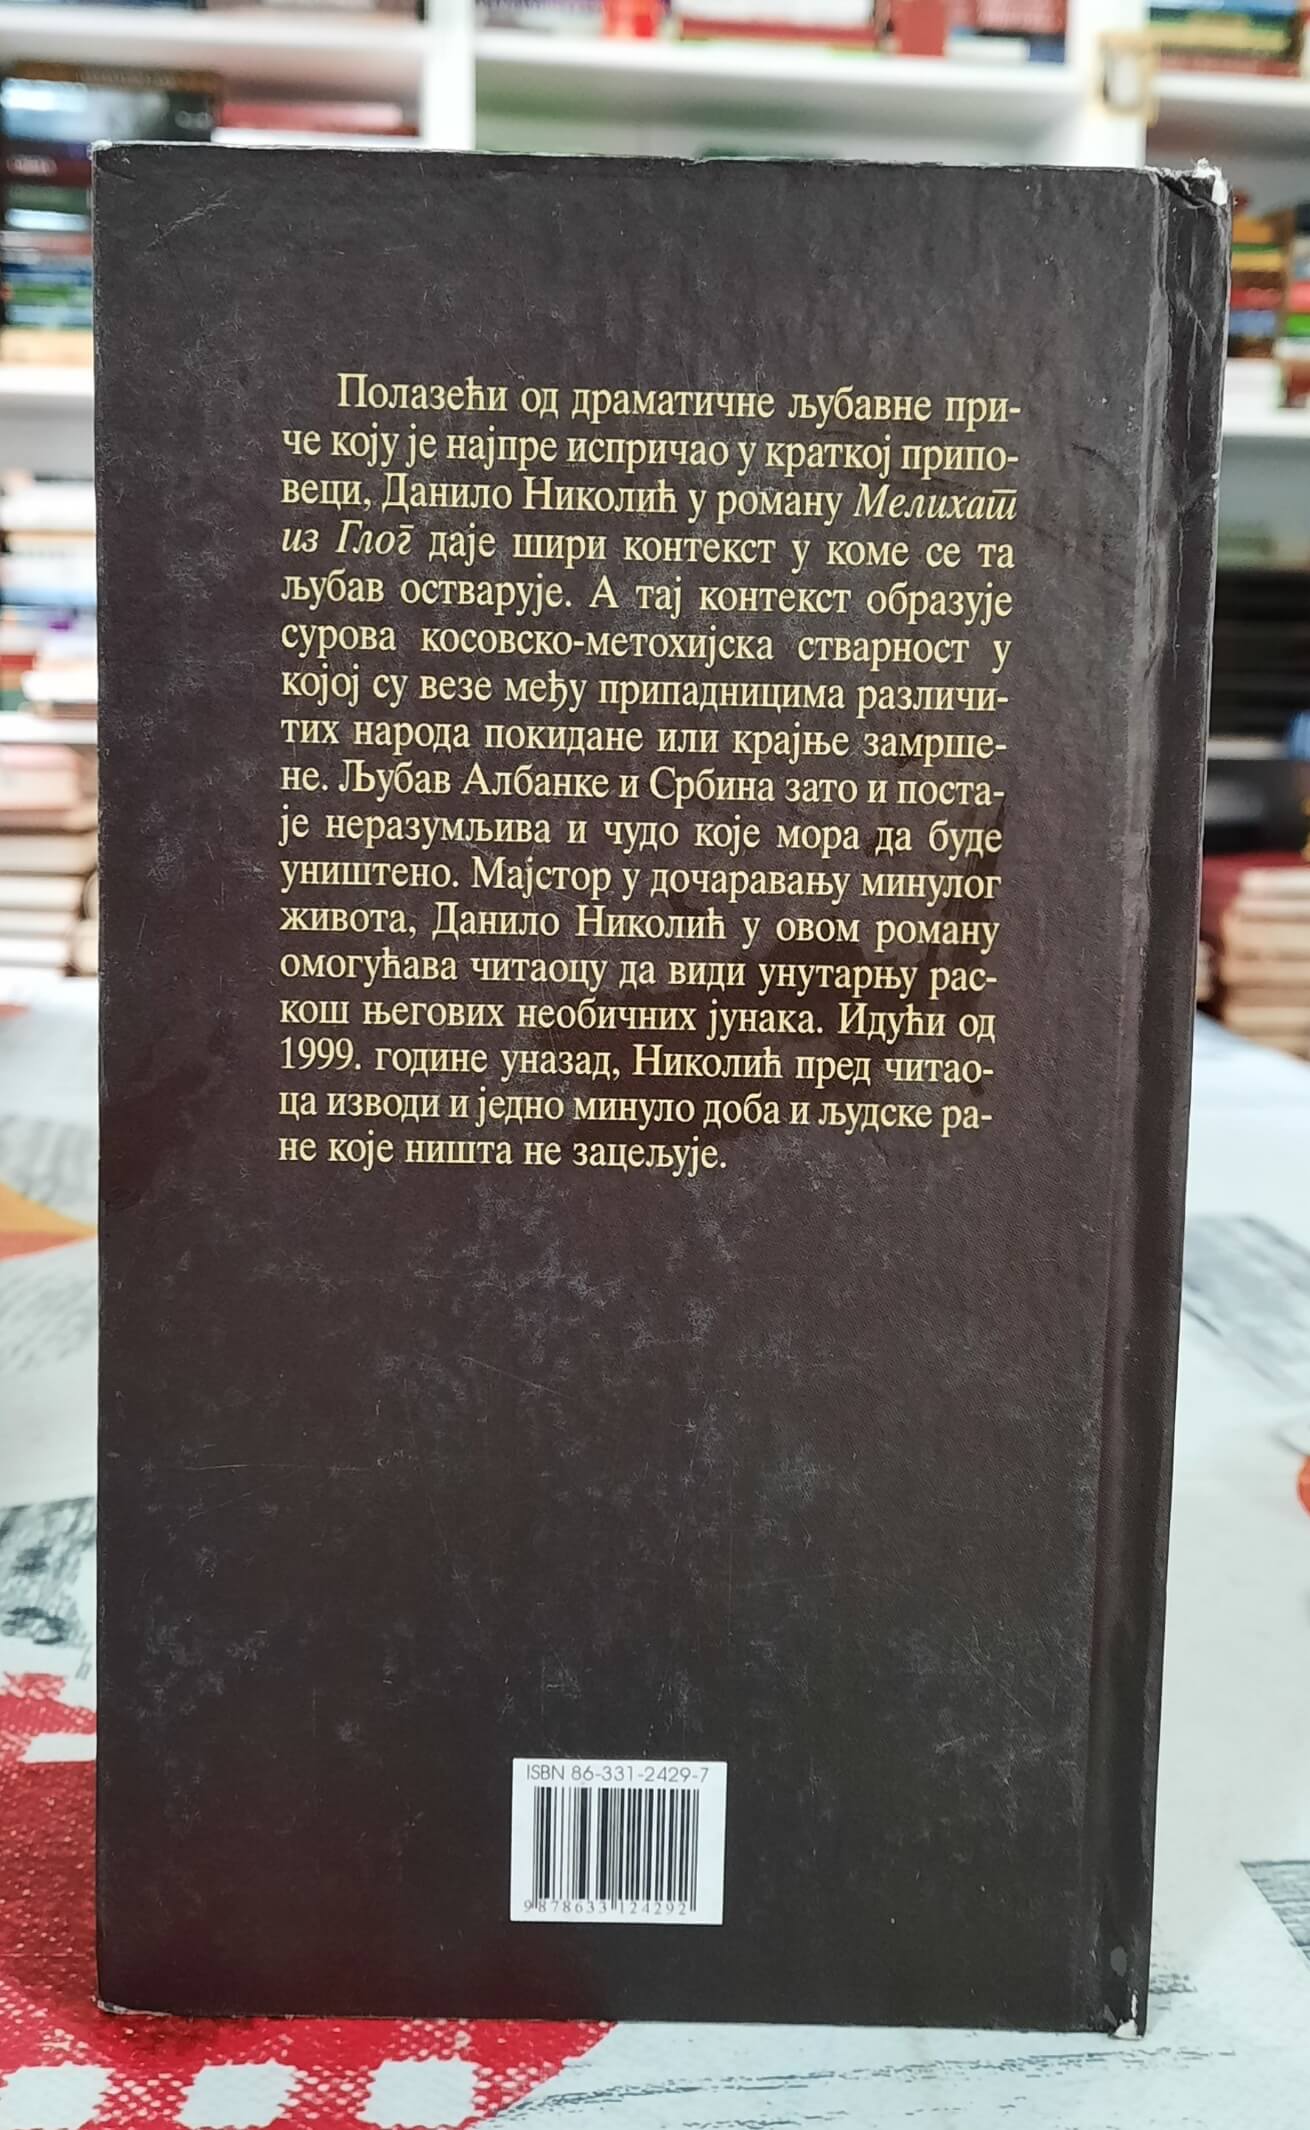 Полазећи од драматичне љубавне при-
че коју је најпре испричао у краткој припо-
веци, Данило Николић у роману Мелихат
из Глог даје шири контекст у коме се та
љубав остварује. А тај контекст образује
сурова косовско-метохијска стварност у
којој су везе међу припадницима различи-
тих народа покидане или крајње замрше-
не. Љубав Албанке и Србина зато и поста-
је неразумљива и чудо које мора да буде
уништено. Мајстор у дочаравању минулог
живота, Данило Николић у овом роману
омогућава читаоцу да види унутарњу рас-
кош његових необичних јунака. Идући од
1999. године уназад, Николић пред читао-
ца изводи и једно минуло доба и људске ра-
не које ништа не зацељује.
ISBN 86-331-2429-7
9 878633 124292